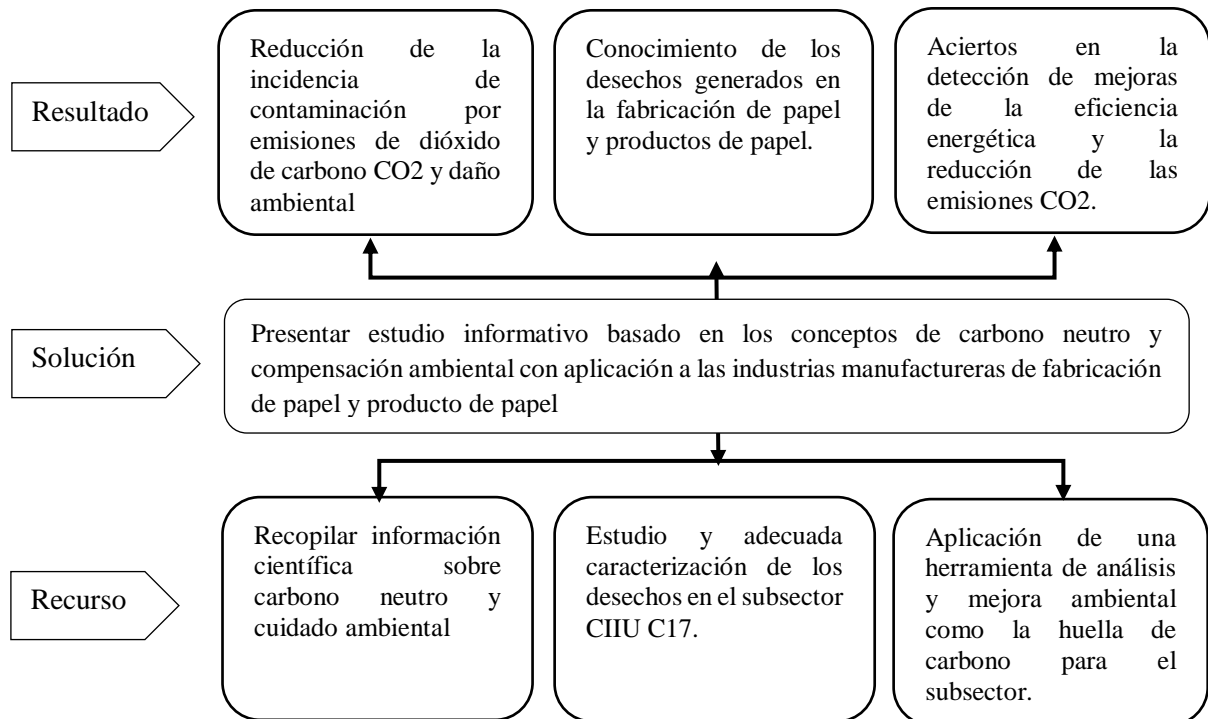 Resultado
Reducción de la
incidencia de
contaminación por
emisiones de dióxido
de carbono CO2 y daño
ambiental
Conocimiento de los
desechos generados en
la fabricación de papel
y productos de papel.
Aciertos en la
detección de mejoras
de la eficiencia
energética y la
reducción de las
emisiones CO2.
Solución
Presentar estudio informativo basado en los conceptos de carbono neutro y
compensación ambiental con aplicación a las industrias manufactureras de fabricación
de papel y producto de papel
Recurso
Recopilar información
científica sobre
carbono neutro y
cuidado ambiental
Estudio y adecuada
caracterización de los
desechos en el subsector
CIIU C17.
Aplicación de una
herramienta de análisis
y mejora ambiental
como la huella de
carbono para el
subsector.